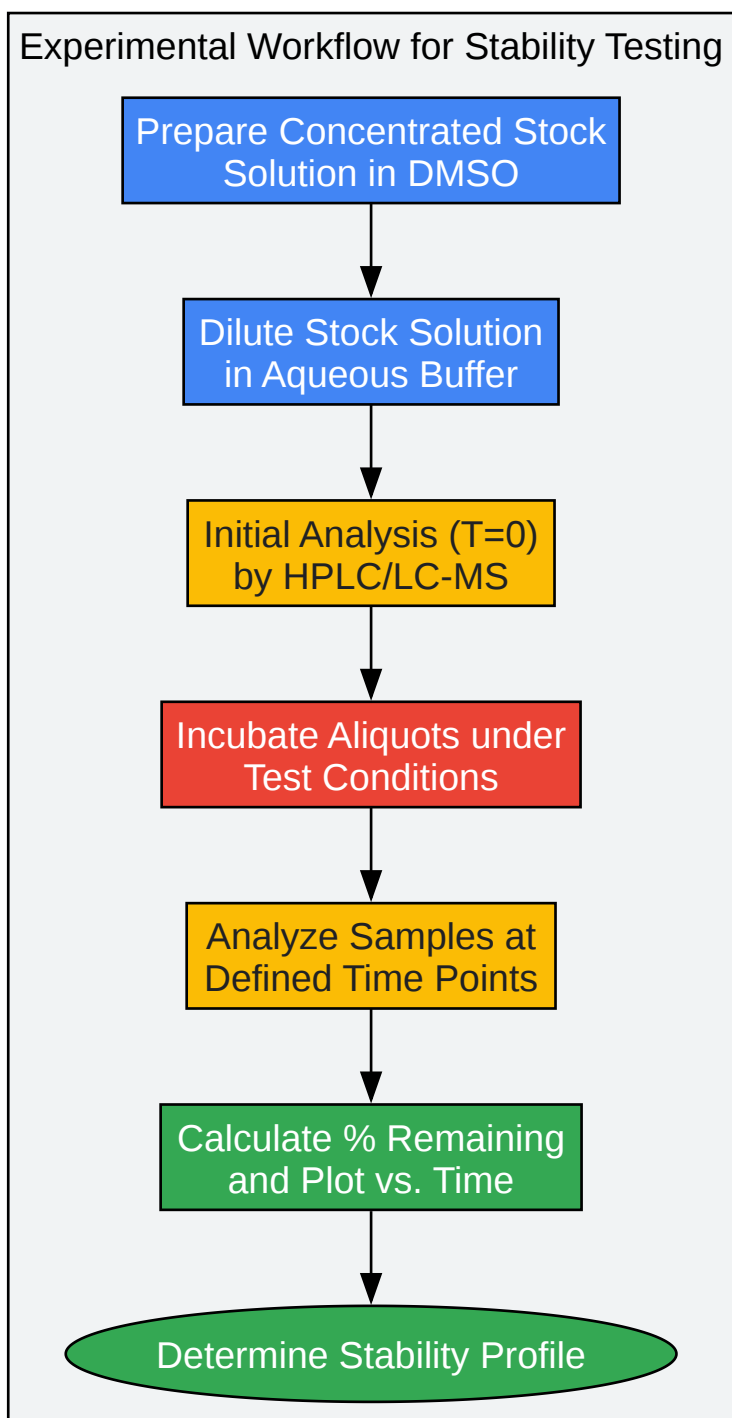 Experimental Workflow for Stability Testing
Prepare Concentrated Stock
Solution in DMSO
Dilute Stock Solution
in Aqueous Buffer
Initial Analysis (T=0)
by HPLC/LC-MS
Incubate Aliquots under
Test Conditions
Analyze Samples at
Defined Time Points
Calculate % Remaining
and Plot vs. Time
Determine Stability Profile